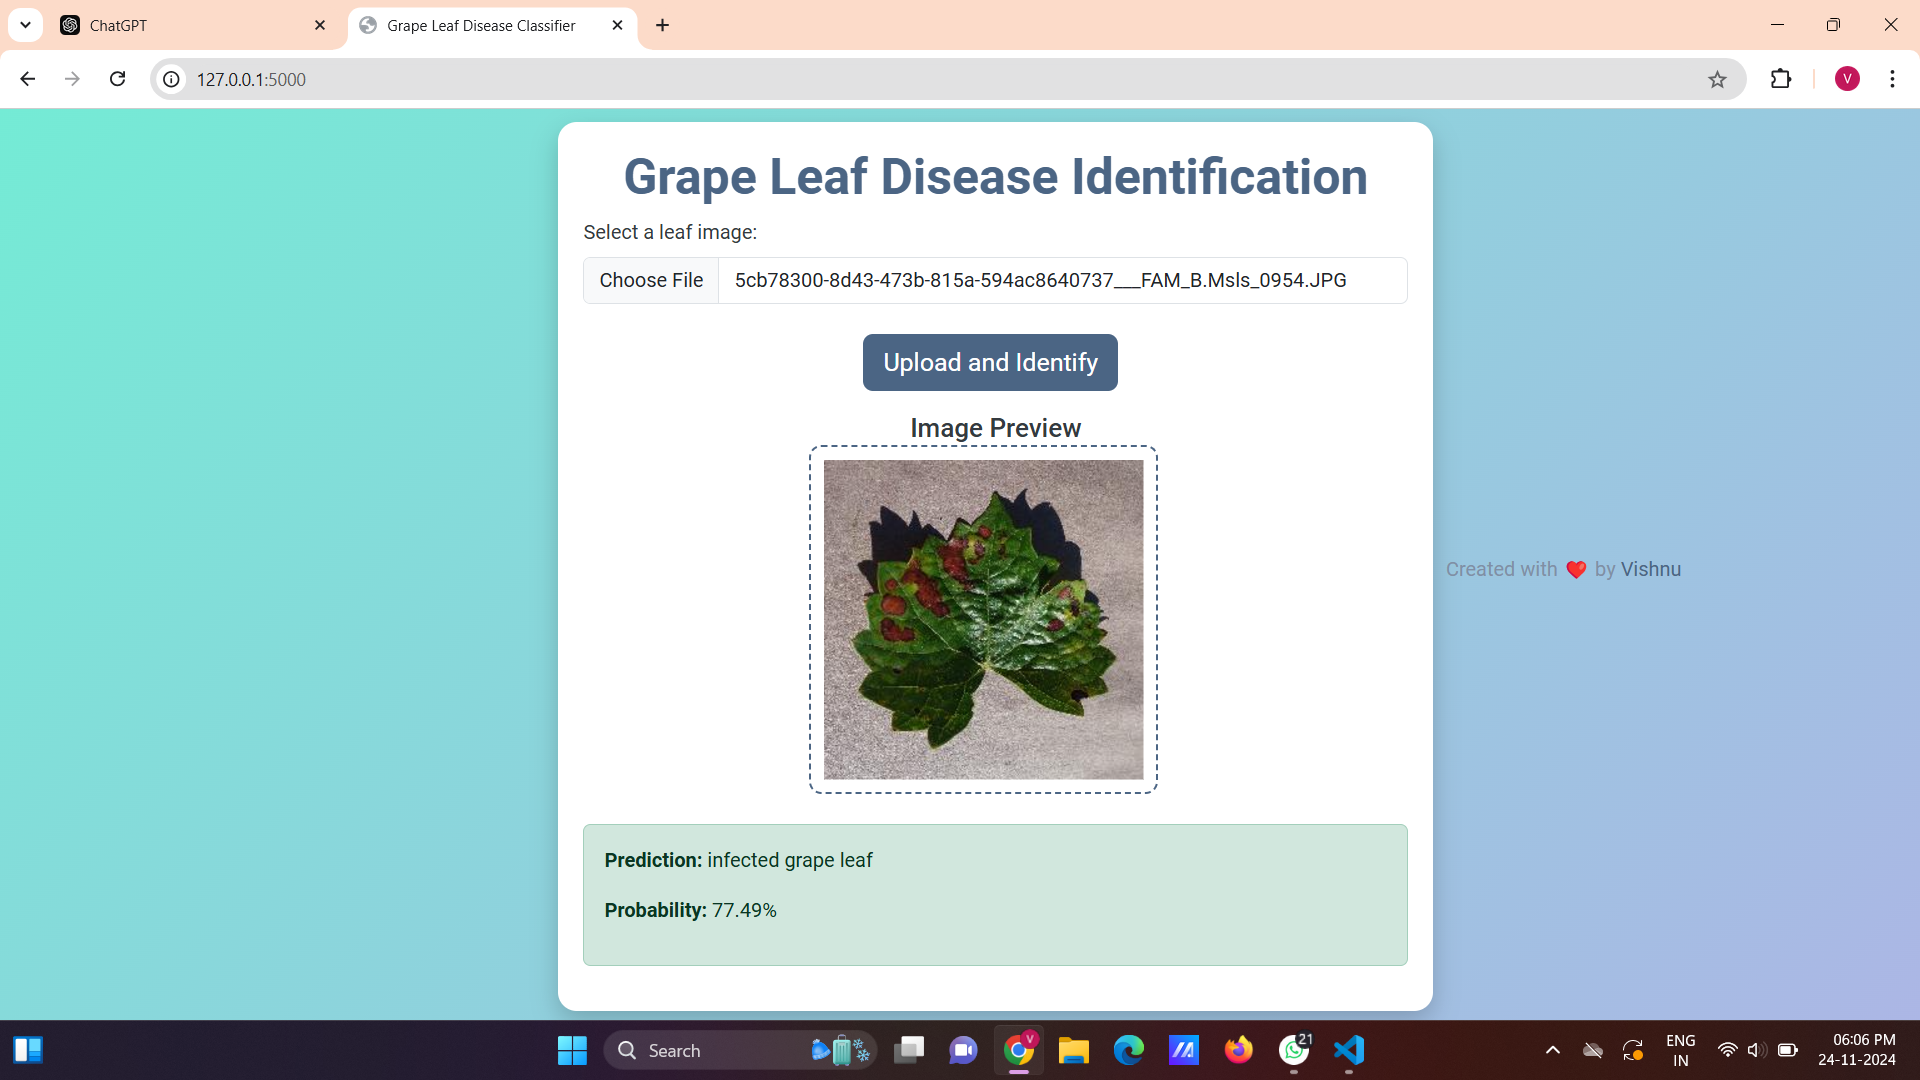 ChatGPT
Grape Leaf Disease Classifier
127.0.0.1:5000
V
Grape Leaf Disease Identification
Select a leaf image:
Choose File 5cb78300-8d43-473b-815a-594ac8640737___FAM_B.Msls_0954.JPG
Upload and Identify
Image Preview
Created with ❤️ by Vishnu
Prediction: infected grape leaf
Probability: 77.49%
Search
V
21
ENG
IN
06:06 PM
24-11-2024